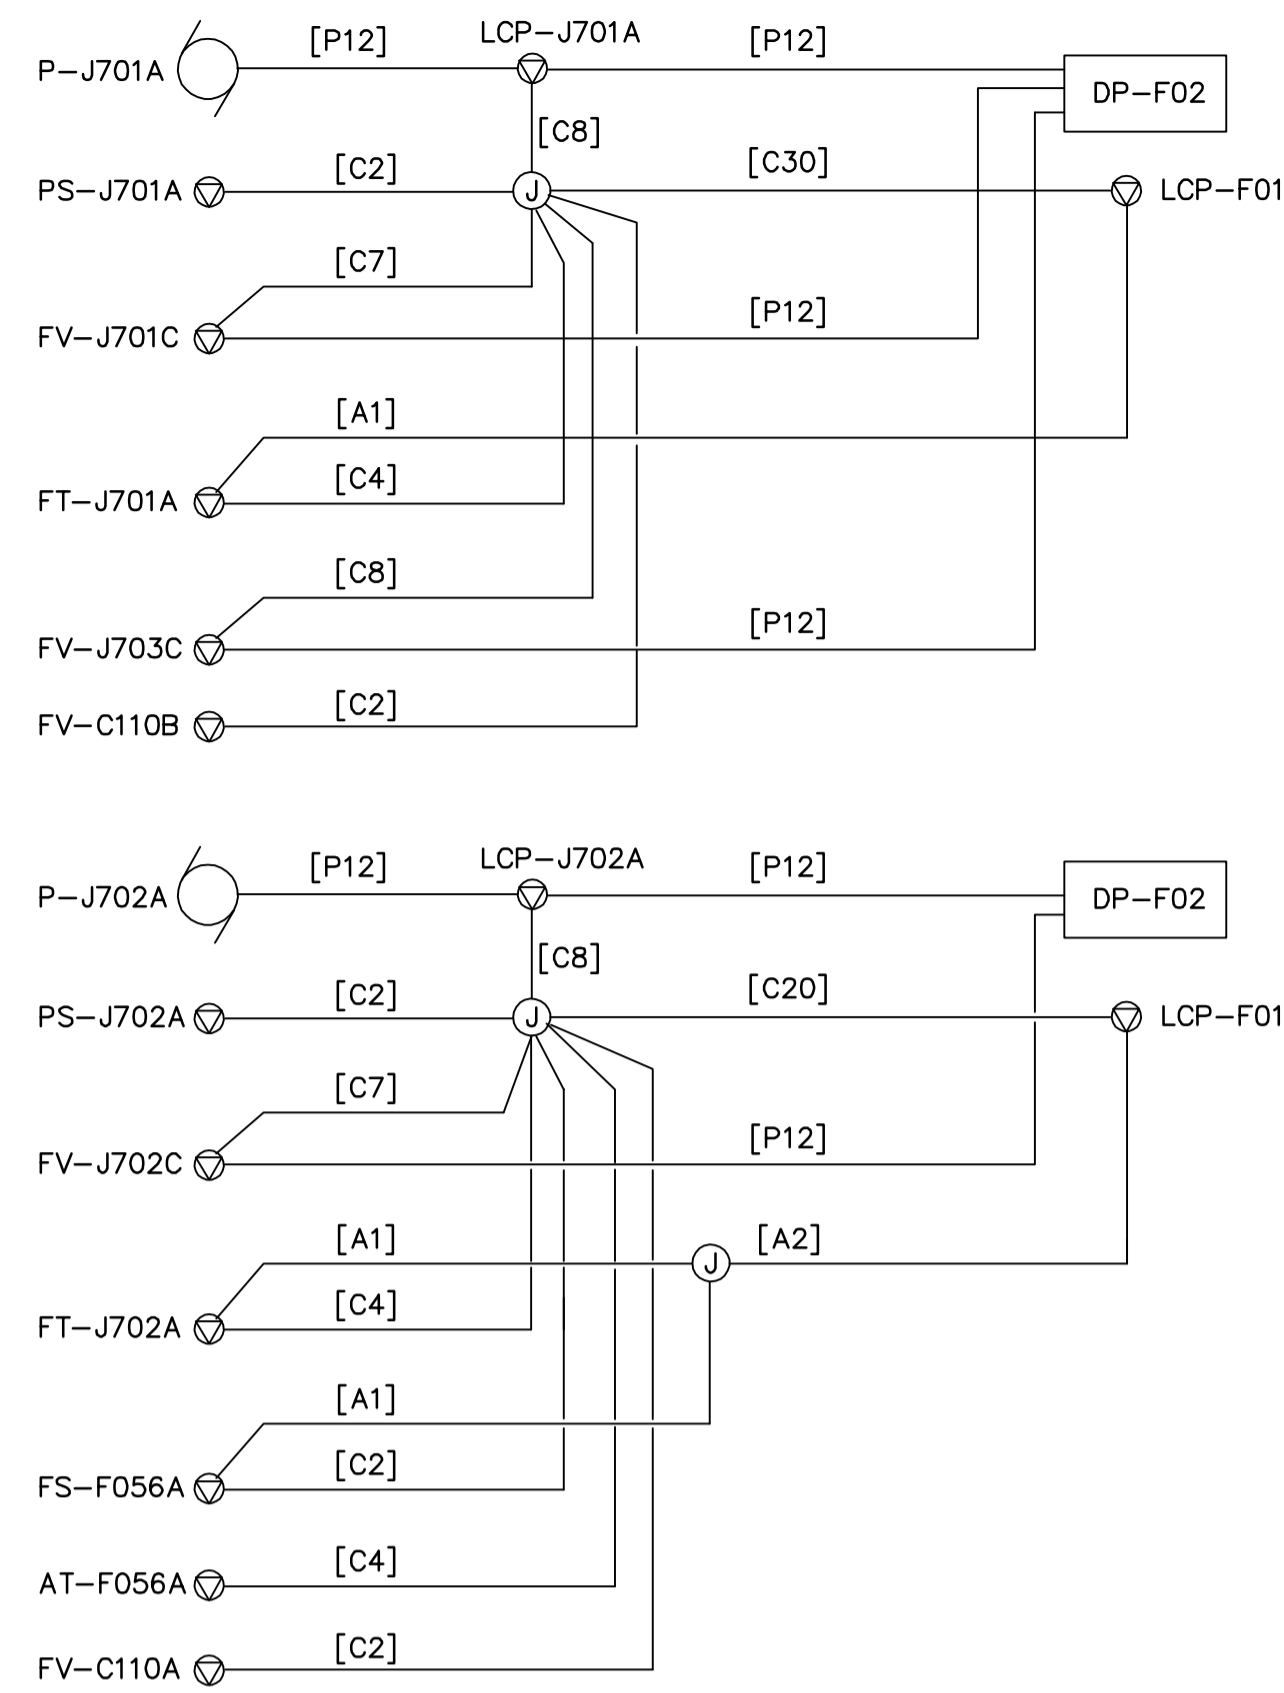 LCP-J701A
[P12] [P12]
P-J701A DP-F02
[C8]
[C2] [C30]
PS-J701A J LCP-F01
[C7]
[P12]
FV-J701C
[A1]
[C4]
FT-J701A
[C8]
[P12]
FV-J703C
[C2]
FV-C110B
LCP-J702A
[P12] [P12]
P-J702A DP-F02
[C8]
[C2] [C20]
PS-J702A J LCP-F01
[C7]
[P12]
FV-J702C
[A1] [A2]
J
[C4]
FT-J702A
[A1]
[C2]
FS-F056A
[C4]
AT-F056A
[C2]
FV-C110A